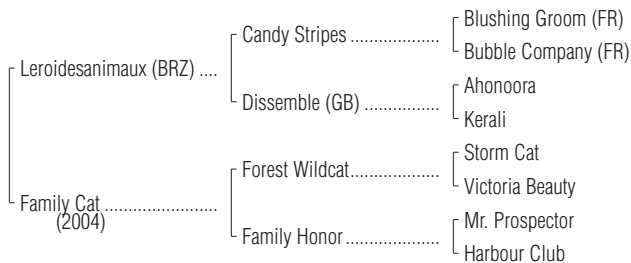 Blushing Groom (FR)
Candy Stripes ...................
Bubble Company (FR)
Leroidesanimaux (BRZ) ....
Ahonoora
Dissemble (GB) ................
Kerali
Storm Cat
Forest Wildcat...................
Victoria Beauty
Family Cat ........................
(2004)
Mr. Prospector
Family Honor....................
Harbour Club